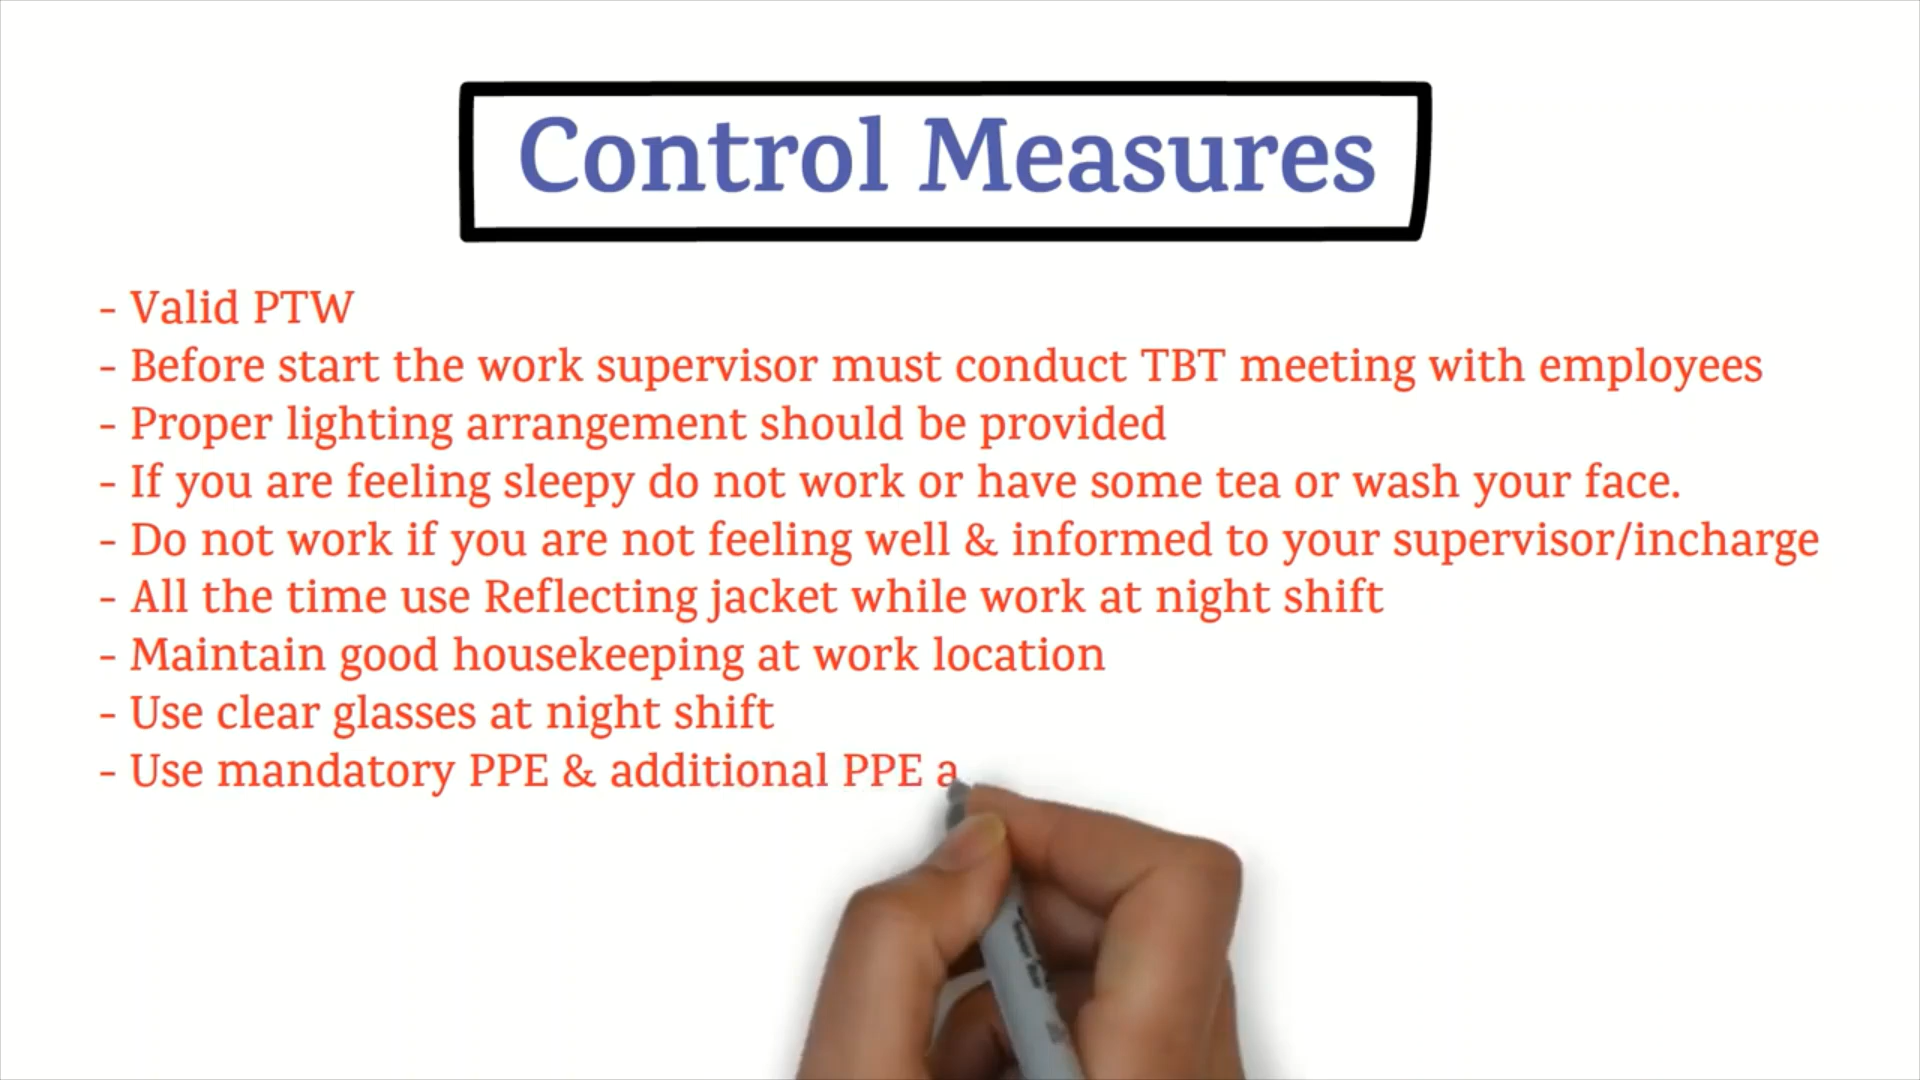 Control Measures
- Valid PTW
- Before start the work supervisor must conduct TBT meeting with employees
- Proper lighting arrangement should be provided
- If you are feeling sleepy do not work or have some tea or wash your face.
- Do not work if you are not feeling well & informed to your supervisor/incharge
- All the time use Reflecting jacket while work at night shift
- Maintain good housekeeping at work location
- Use clear glasses at night shift
- Use mandatory PPE & additional PPE a